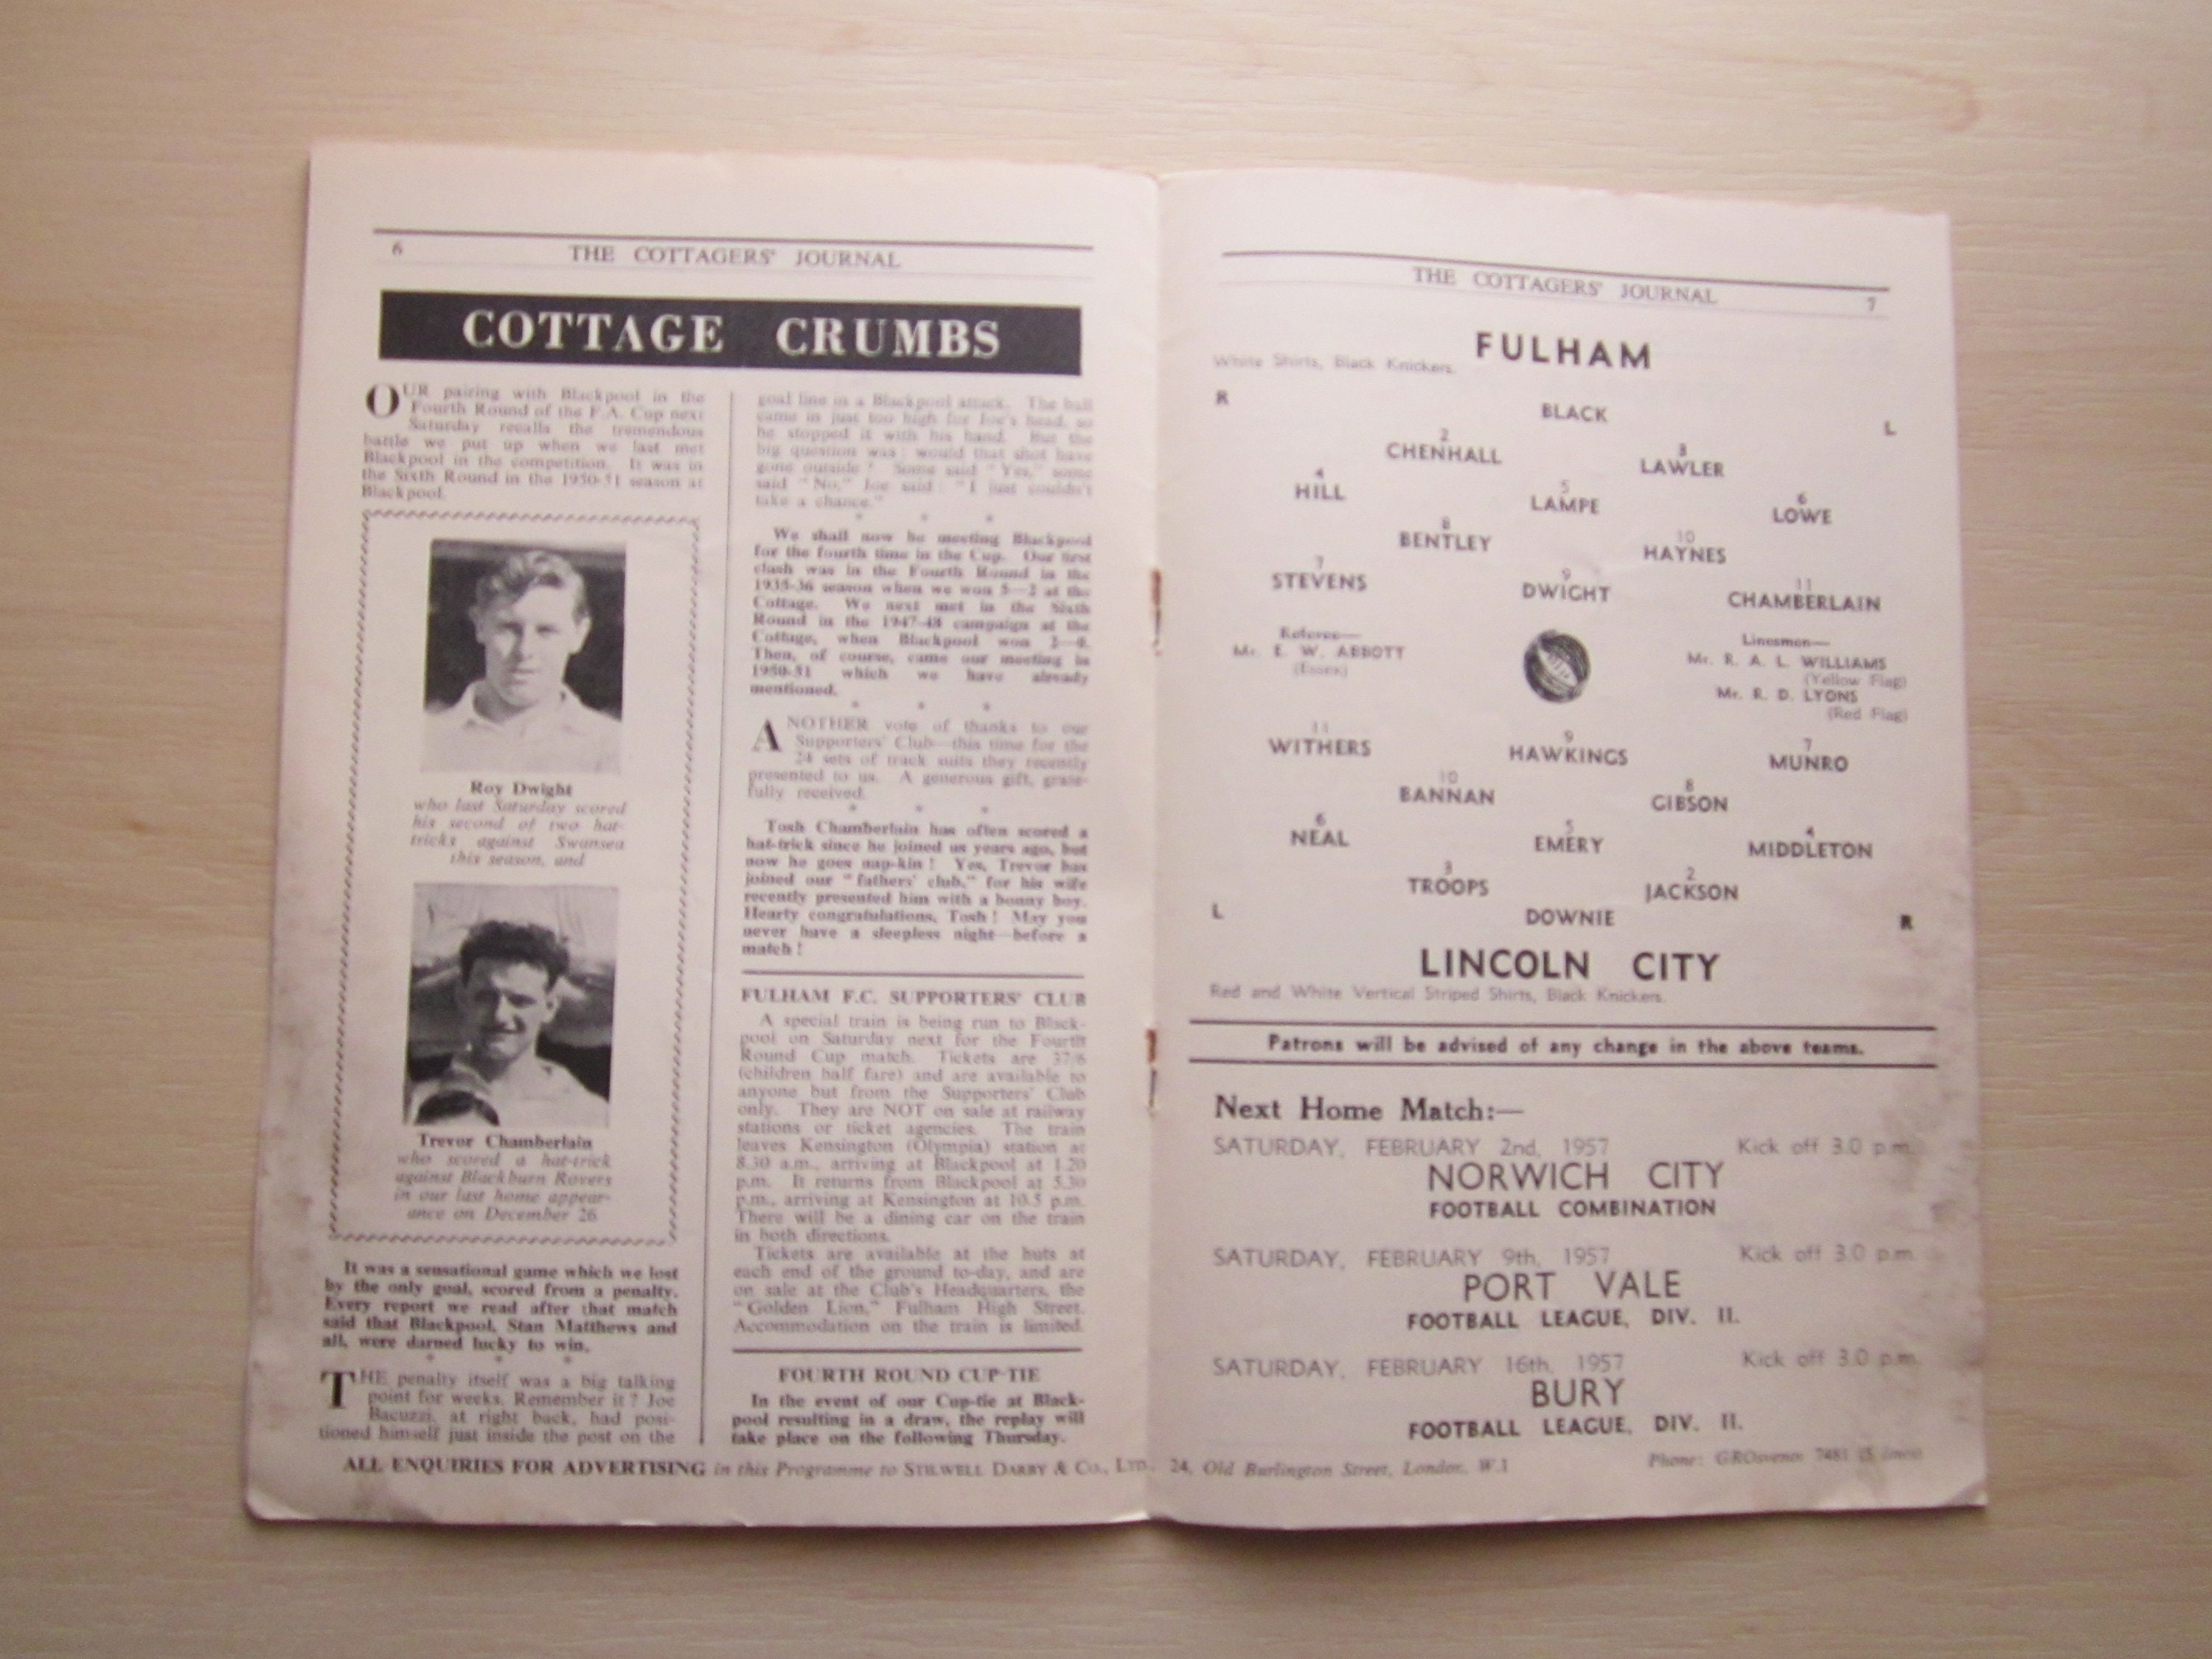 6
THE COTTAGERS' JOURNAL
COTTAGE CRUMBS
OUR pairing with Blackpool in the
Fourth Round of the F.A. Cup next
Saturday recalls the tremendous
battle we put up when we last met
Blackpool in the competition. It was in
the Sixth Round in the 1950-51 season at
Blackpool.
Roy Dwight
who last Saturday scored
his second of two hat-
tricks against Swansea
this season, and
Trevor Chamberlain
who scored a hat-trick
against Blackburn Rovers
in our last home appear-
ance on December 26
It was a sensational game which we lost
by the only goal, scored from a penalty.
Every report we read after that match
said that Blackpool, Stan Matthews and
all, were darned lucky to win.
* * *
THE penalty itself was a big talking
point for weeks. Remember it? Joe
Bacuzzi, at right back, had posi-
tioned himself just inside the post on the
goal line in a Blackpool attack. The ball
came in just too high for Joe's head, so
he stopped it with his hand. But the
big question was: would that shot have
gone outside? Some said "Yes," some
said "No." Joe said: "I just couldn't
take a chance."
* * *
We shall now be meeting Blackpool
for the fourth time in the Cup. Our first
clash was in the Fourth Round in the
1935-36 season when we won 5—2 at the
Cottage. We next met in the Sixth
Round in the 1947-48 campaign at the
Cottage, when Blackpool won 2—0.
Then, of course, came our meeting in
1950-51 which we have already
mentioned.
* * *
ANOTHER vote of thanks to our
Supporters' Club—this time for the
24 sets of track suits they recently
presented to us. A generous gift, grate-
fully received.
* * *
Tosh Chamberlain has often scored a
hat-trick since he joined us years ago, but
now he goes nap-kin! Yes, Trevor has
joined our "fathers' club," for his wife
recently presented him with a bonny boy.
Hearty congratulations, Tosh! May you
never have a sleepless night—before a
match!
FULHAM F.C. SUPPORTERS' CLUB
A special train is being run to Black-
pool on Saturday next for the Fourth
Round Cup match. Tickets are 37/6
(children half fare) and are available to
anyone but from the Supporters' Club
only. They are NOT on sale at railway
stations or ticket agencies. The train
leaves Kensington (Olympia) station at
8.30 a.m., arriving at Blackpool at 1.20
p.m. It returns from Blackpool at 5.30
p.m., arriving at Kensington at 10.5 p.m.
There will be a dining car on the train
in both directions.
Tickets are available at the huts at
each end of the ground to-day, and are
on sale at the Club's Headquarters, the
"Golden Lion," Fulham High Street.
Accommodation on the train is limited.
FOURTH ROUND CUP-TIE
In the event of our Cup-tie at Black-
pool resulting in a draw, the replay will
take place on the following Thursday.
ALL ENQUIRIES FOR ADVERTISING in this Programme to STILWELL DARBY & CO., LTD. 24, Old Burlington Street, London, W.1
Phone: GROsvenor 7481 (5 lines)
THE COTTAGERS' JOURNAL
7
FULHAM
White Shirts, Black Knickers.
R
BLACK
L
2 3
CHENHALL LAWLER
4 5 6
HILL LAMPE LOWE
8 10
BENTLEY HAYNES
7 9 11
STEVENS DWIGHT CHAMBERLAIN
Referee—
Mr. E. W. ABBOTT
(Essex)
Linesmen—
Mr. R. A. L. WILLIAMS
(Yellow Flag)
Mr. R. D. LYONS
(Red Flag)
11 9 7
WITHERS HAWKINGS MUNRO
10 8
BANNAN GIBSON
6 5 4
NEAL EMERY MIDDLETON
3 2
TROOPS JACKSON
L
DOWNIE
R
LINCOLN CITY
Red and White Vertical Striped Shirts, Black Knickers.
Patrons will be advised of any change in the above teams.
Next Home Match:—
SATURDAY, FEBRUARY 2nd, 1957 Kick off 3.0 p.m.
NORWICH CITY
FOOTBALL COMBINATION
SATURDAY, FEBRUARY 9th, 1957 Kick off 3.0 p.m.
PORT VALE
FOOTBALL LEAGUE, DIV. II.
SATURDAY, FEBRUARY 16th, 1957 Kick off 3.0 p.m.
BURY
FOOTBALL LEAGUE, DIV. II.